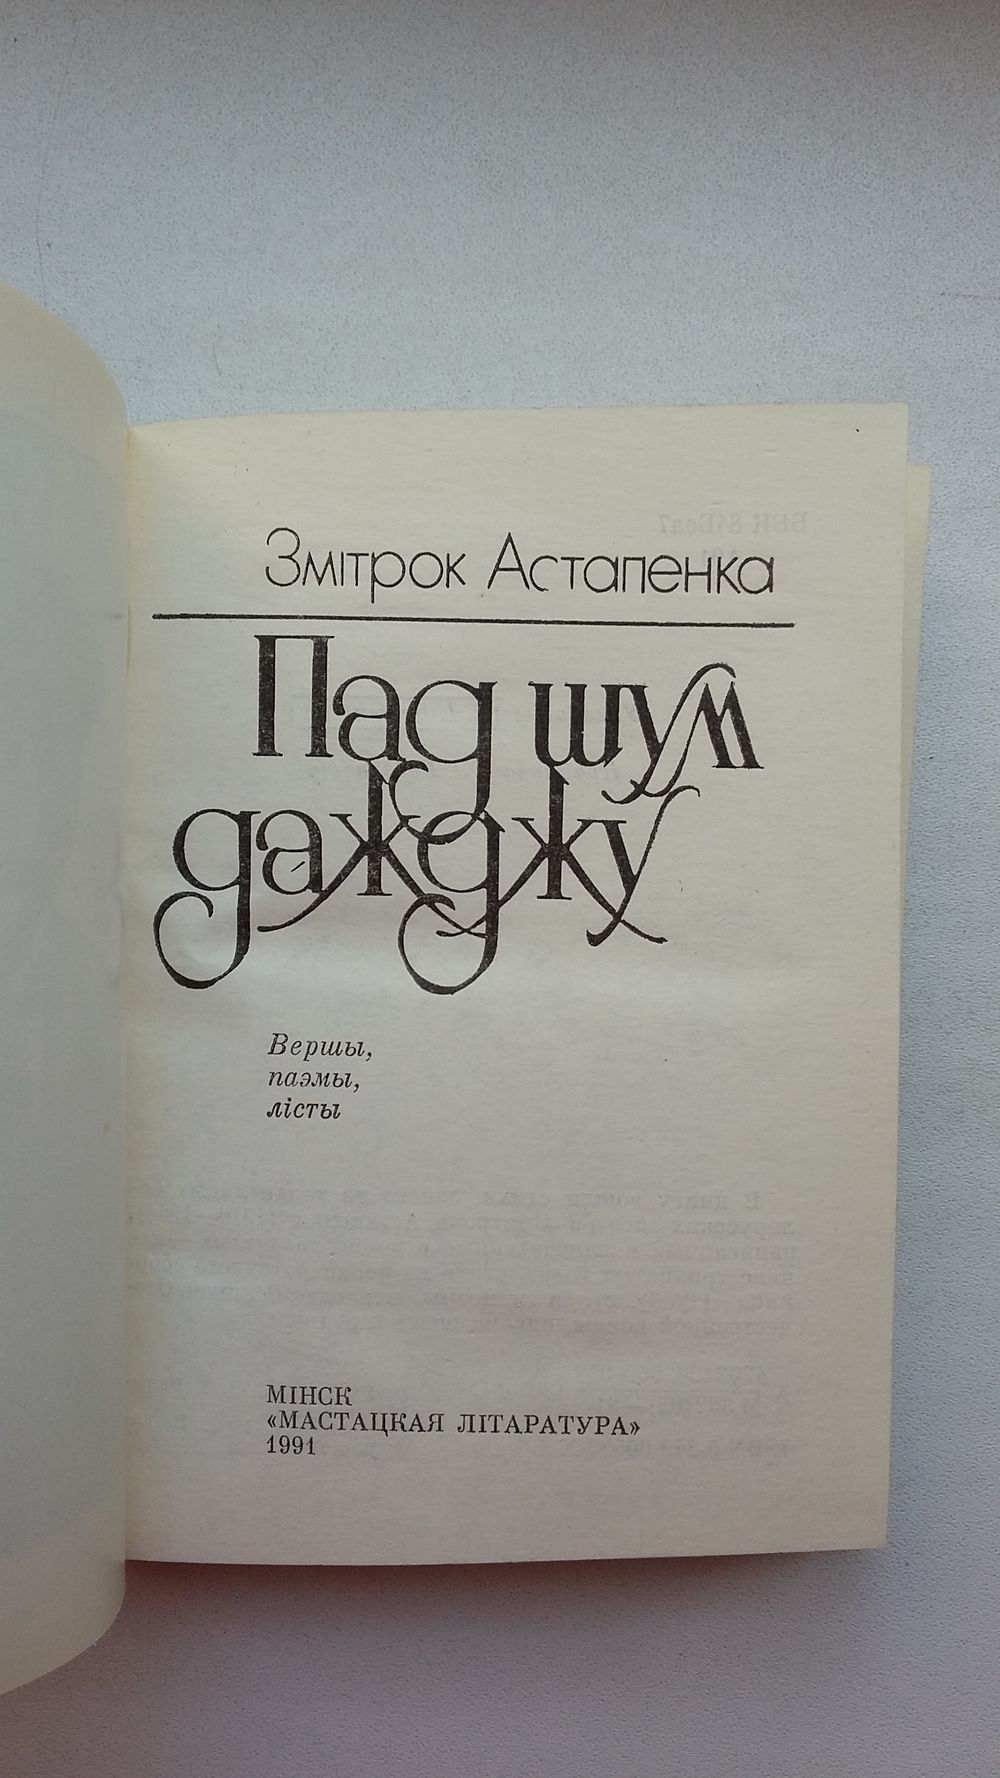 Змітрок Астапенка
Пад шум
дажджу
Вершы,
паэмы,
лісты
МІНСК
«МАСТАЦКАЯ ЛІТАРАТУРА»
1991